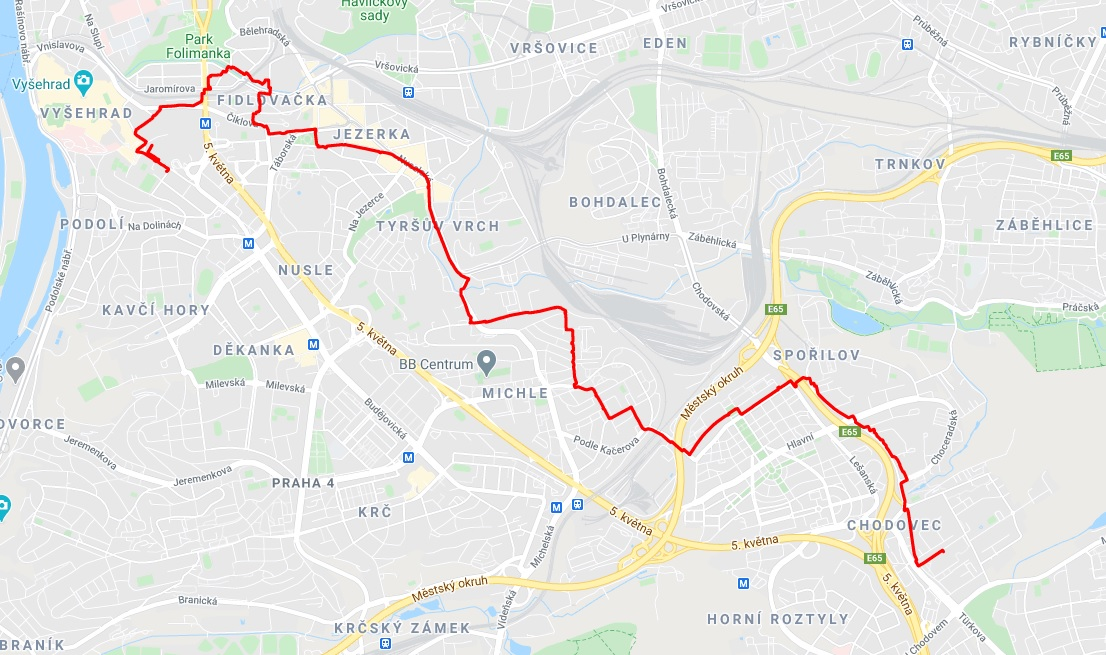 Havlíčkovy
sady
Rašínovo nábř.
Na Slupi
Vršovická
VRŠOVICE
EDEN
Průběžná
RYBNÍČKY
Park
Folimanka
Bělehradská
Vnislavova
Vyšehrad
Jaromírova
Vršovická
VYŠEHRAD
FIDLOVAČKA
Průběžná
Čiklova
JEZERKA
Táborská
5. května
E65
TRNKOV
Bohdalecká
BOHDALEC
PODOLÍ
Na Dolinách
Na Jezerce
TYRŠŮV VRCH
ZÁBĚHLICE
U Plynárny
Záběhlická
Podolské nábř.
NUSLE
Záběhlická
Chodovská
KAVČÍ HORY
E65
Práčská
5. května
DĚKANKA
SPOŘILOV
BB Centrum
Městský okruh
Milevská
Milevská
MICHLE
Budějovická
DVORCE
E65
Hlavní
Choceradská
Jeremenkova
Podle Kačerova
Lešanská
Jeremenkova
PRAHA 4
KRČ
5. května
CHODOVEC
Michelská
5. května
E65
Městský okruh
5. května
Vídeňská
Branická
HORNÍ ROZTYLY
Türkova
KRČSKÝ ZÁMEK
BRANÍK